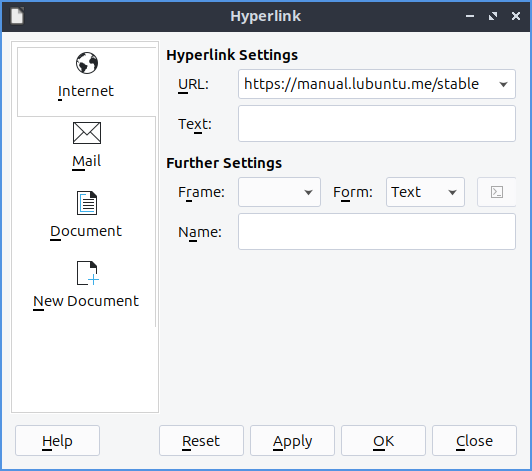 Hyperlink
Internet
Mail
Document
New Document
Hyperlink Settings
URL: https://manual.lubuntu.me/stable
Text:
Further Settings
Frame: Form: Text
Name:
Help Reset Apply OK Close